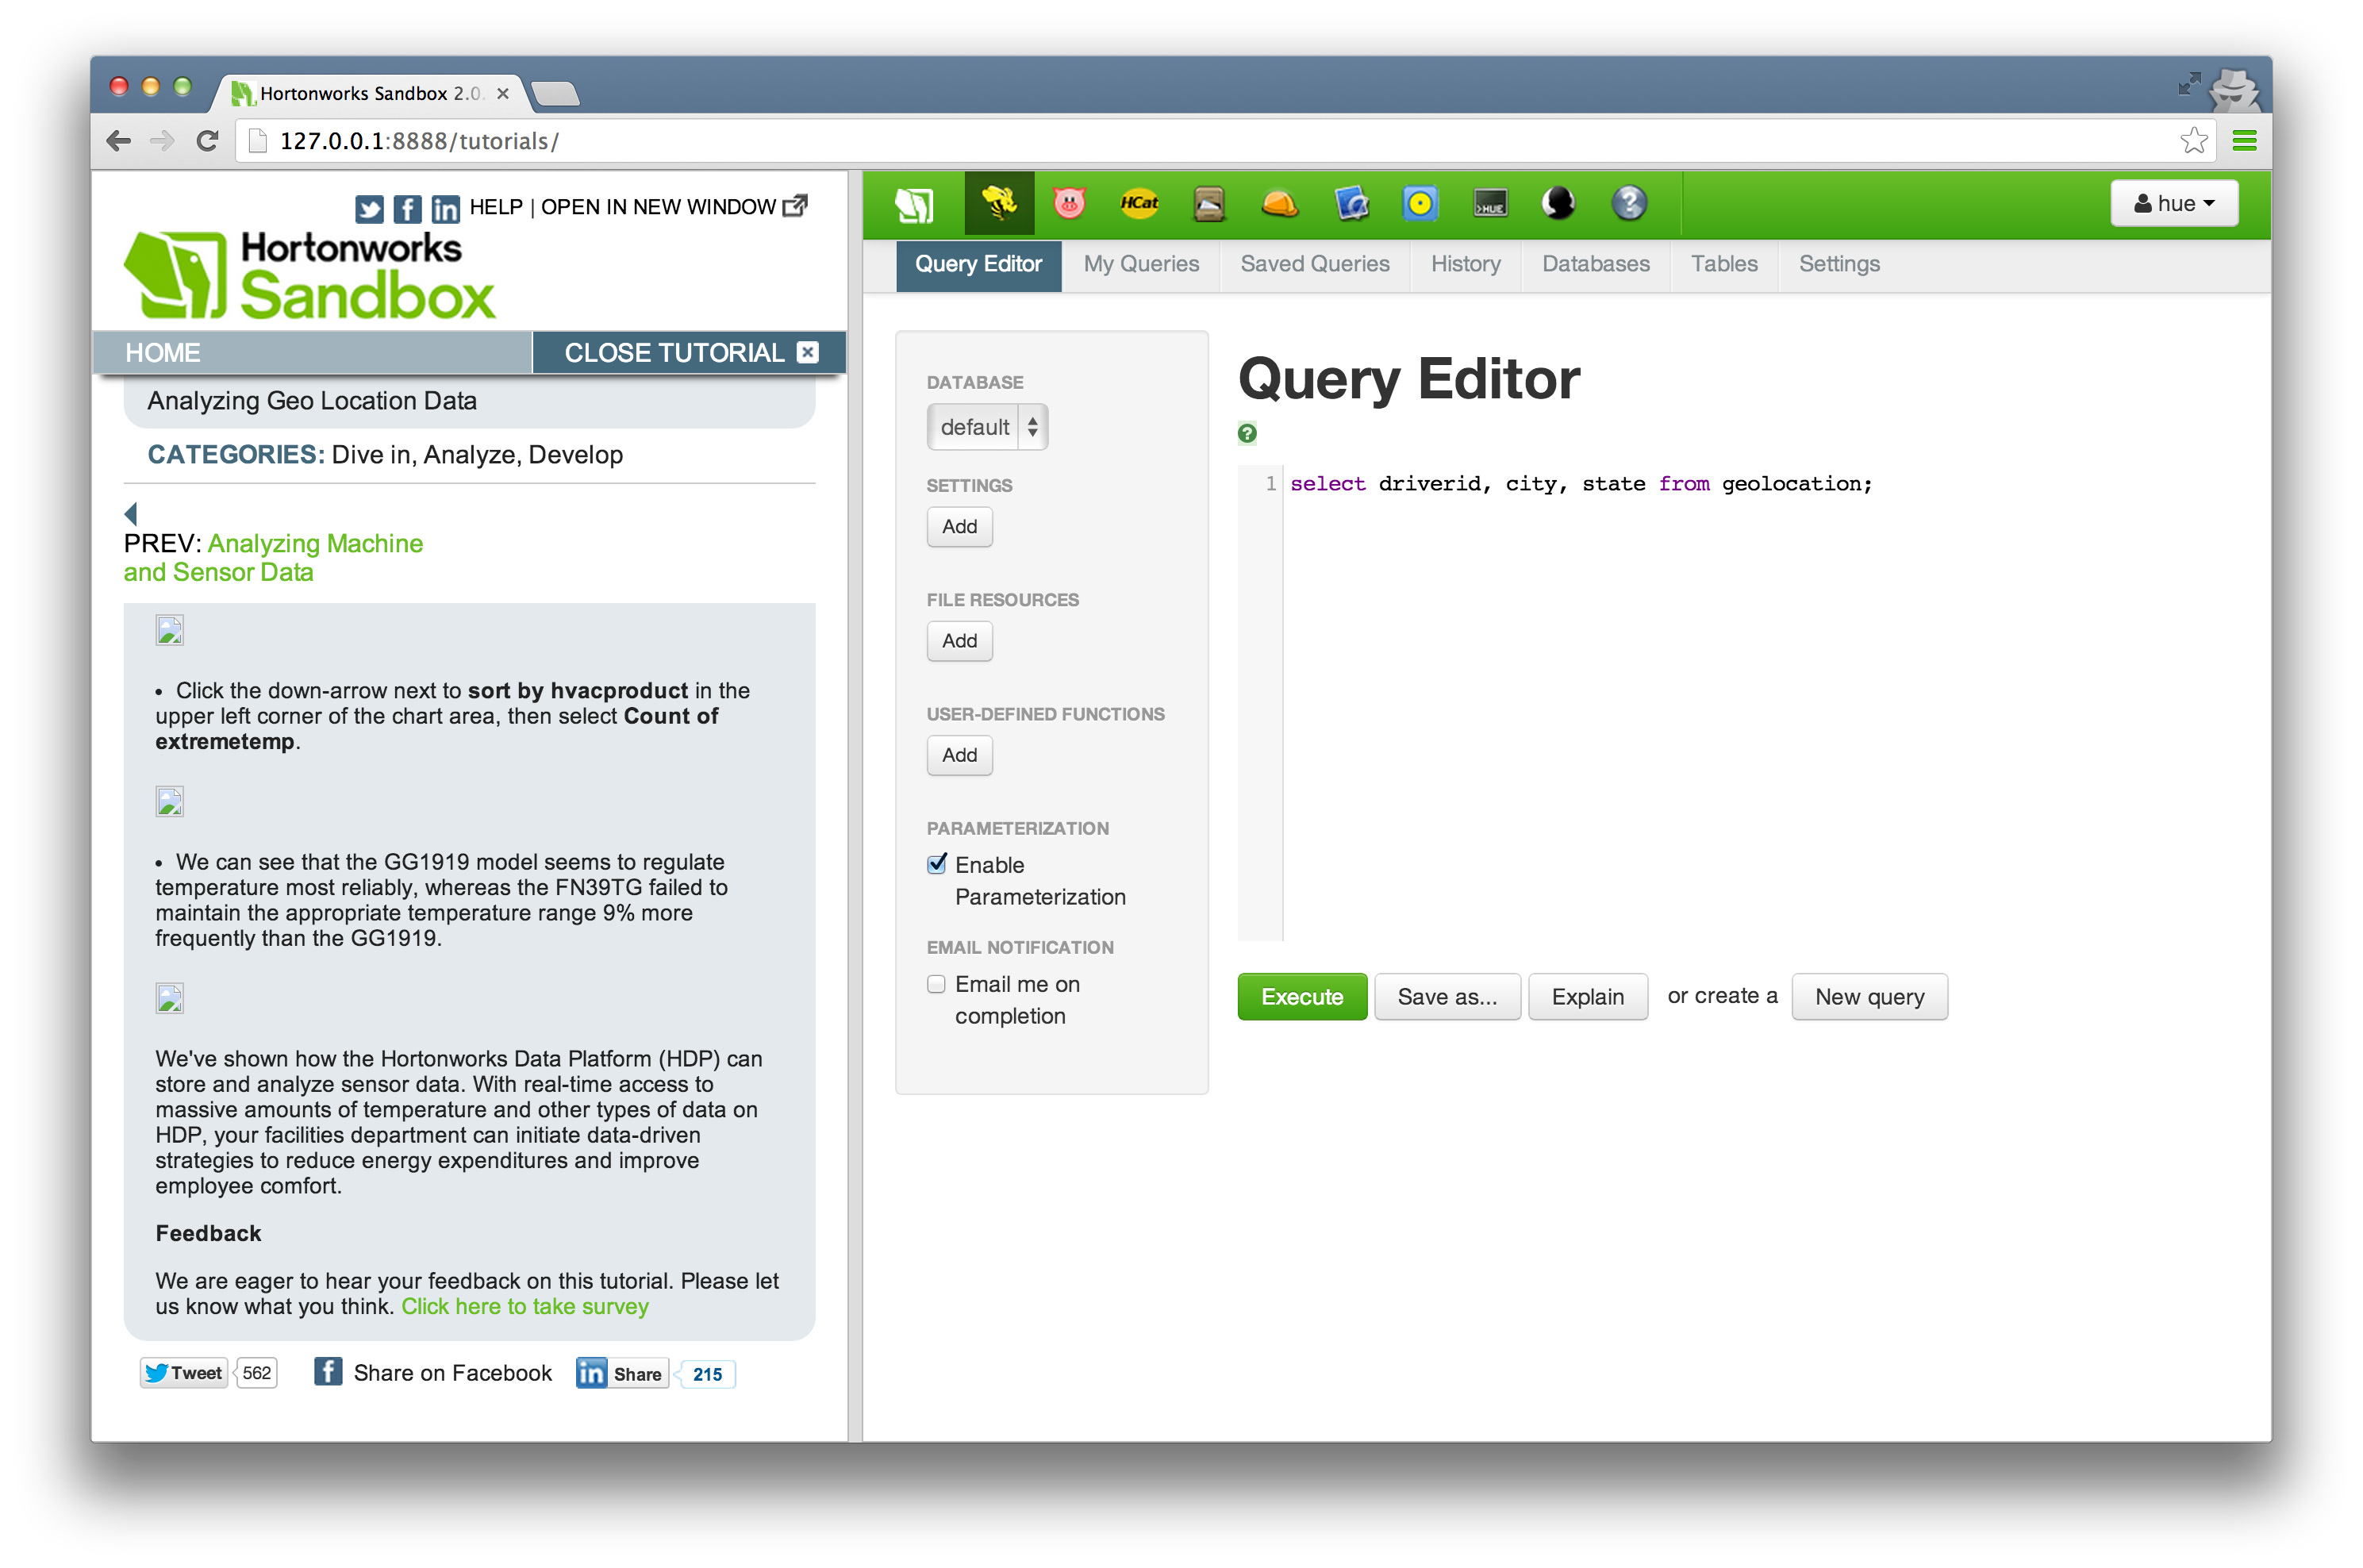 Hortonworks Sandbox 2.0.
127.0.0.1:8888/tutorials/
HELP | OPEN IN NEW WINDOW
Hortonworks
Sandbox
HOME
CLOSE TUTORIAL
Analyzing Geo Location Data
CATEGORIES: Dive in, Analyze, Develop
PREV: Analyzing Machine
and Sensor Data
• Click the down-arrow next to sort by hvacproduct in the
upper left corner of the chart area, then select Count of
extremetemp.
• We can see that the GG1919 model seems to regulate
temperature most reliably, whereas the FN39TG failed to
maintain the appropriate temperature range 9% more
frequently than the GG1919.
We've shown how the Hortonworks Data Platform (HDP) can
store and analyze sensor data. With real-time access to
massive amounts of temperature and other types of data on
HDP, your facilities department can initiate data-driven
strategies to reduce energy expenditures and improve
employee comfort.
Feedback
We are eager to hear your feedback on this tutorial. Please let
us know what you think. Click here to take survey
Tweet 562
f Share on Facebook
in Share 215
HCat
>HUE
?
hue
Query Editor
My Queries
Saved Queries
History
Databases
Tables
Settings
DATABASE
default
SETTINGS
Add
FILE RESOURCES
Add
USER-DEFINED FUNCTIONS
Add
PARAMETERIZATION
Enable
Parameterization
EMAIL NOTIFICATION
Email me on
completion
Query Editor
?
1 select driverid, city, state from geolocation;
Execute
Save as...
Explain
or create a
New query